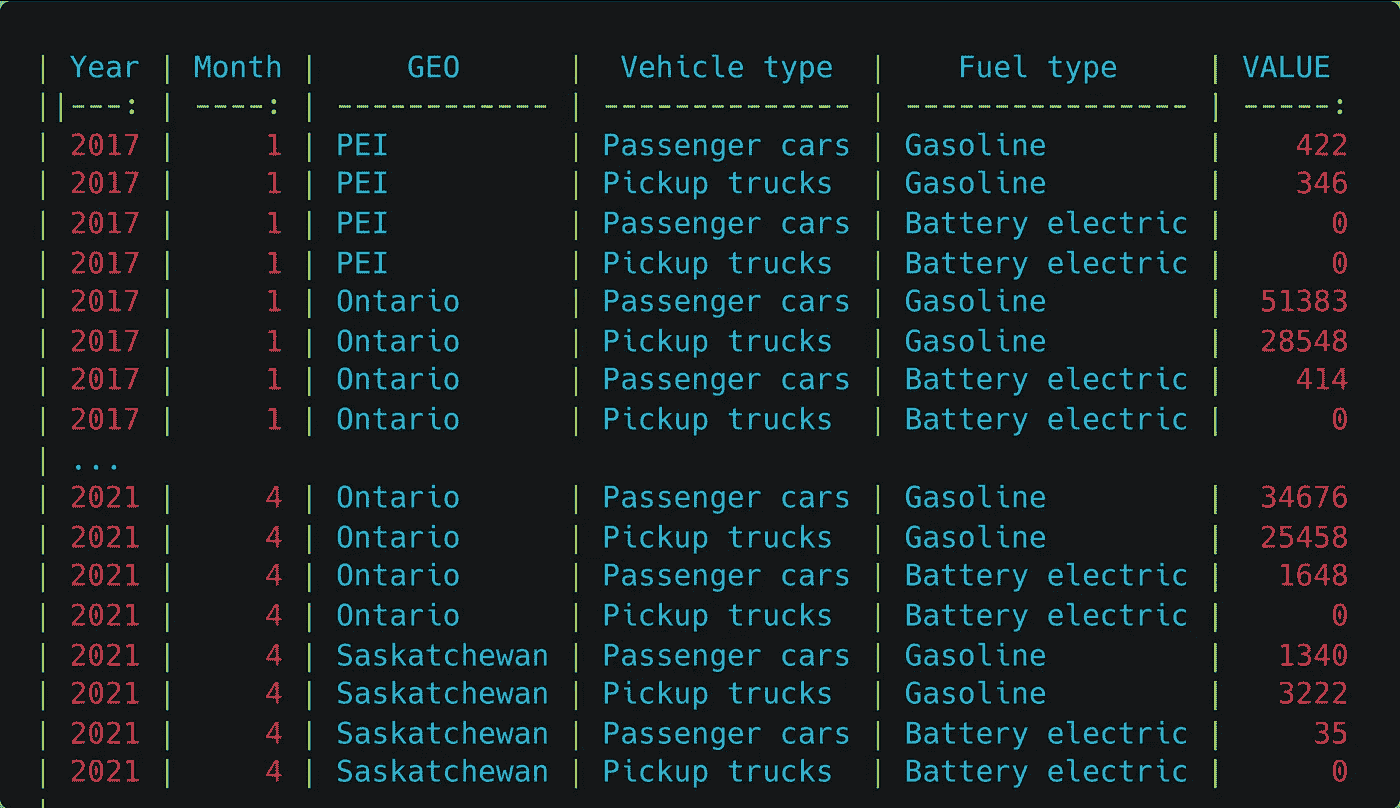 | Year | Month | GEO | Vehicle type | Fuel type | VALUE
||---: | ----: | ------------ | -------------- | ---------------- | -----:
| 2017 | 1 | PEI | Passenger cars | Gasoline | 422
| 2017 | 1 | PEI | Pickup trucks | Gasoline | 346
| 2017 | 1 | PEI | Passenger cars | Battery electric | 0
| 2017 | 1 | PEI | Pickup trucks | Battery electric | 0
| 2017 | 1 | Ontario | Passenger cars | Gasoline | 51383
| 2017 | 1 | Ontario | Pickup trucks | Gasoline | 28548
| 2017 | 1 | Ontario | Passenger cars | Battery electric | 414
| 2017 | 1 | Ontario | Pickup trucks | Battery electric | 0
| ...
| 2021 | 4 | Ontario | Passenger cars | Gasoline | 34676
| 2021 | 4 | Ontario | Pickup trucks | Gasoline | 25458
| 2021 | 4 | Ontario | Passenger cars | Battery electric | 1648
| 2021 | 4 | Ontario | Pickup trucks | Battery electric | 0
| 2021 | 4 | Saskatchewan | Passenger cars | Gasoline | 1340
| 2021 | 4 | Saskatchewan | Pickup trucks | Gasoline | 3222
| 2021 | 4 | Saskatchewan | Passenger cars | Battery electric | 35
| 2021 | 4 | Saskatchewan | Pickup trucks | Battery electric | 0